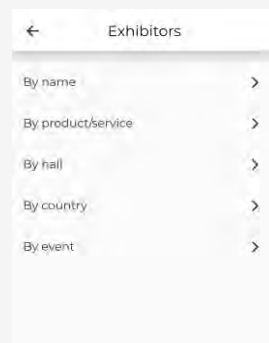 Exhibitors
By name
By product/service
By hall
By country
By event